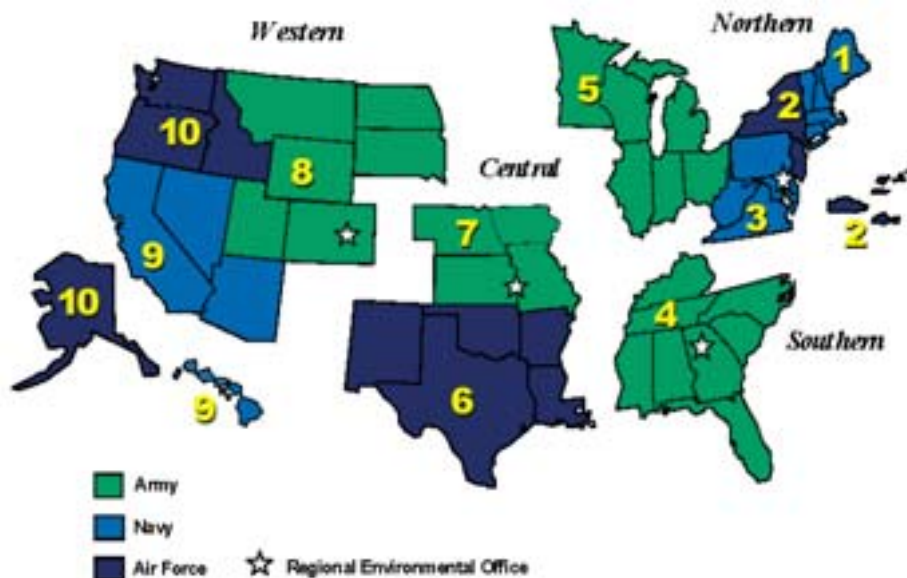 Western
Northern
1
5
2
10
8
Central
7
3
2
9
10
4
Southern
6
9
Army
Navy
Air Force
Regional Environmental Office